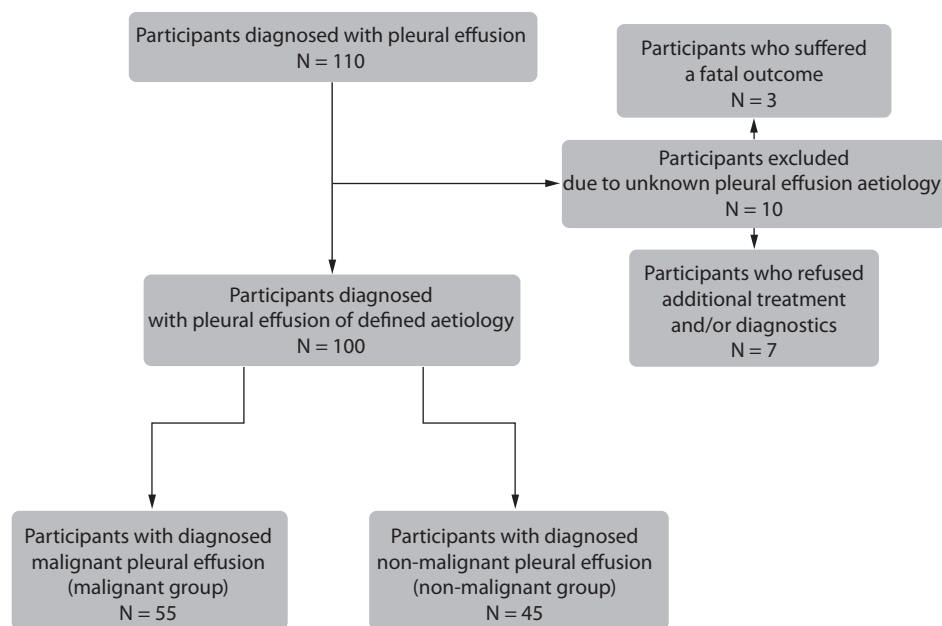 Participants diagnosed with pleural effusion
N = 110
Participants who suffered
a fatal outcome
N = 3
Participants excluded
due to unknown pleural effusion aetiology
N = 10
Participants who refused
additional treatment
and/or diagnostics
N = 7
Participants diagnosed
with pleural effusion of defined aetiology
N = 100
Participants with diagnosed
malignant pleural effusion
(malignant group)
N = 55
Participants with diagnosed
non-malignant pleural effusion
(non-malignant group)
N = 45